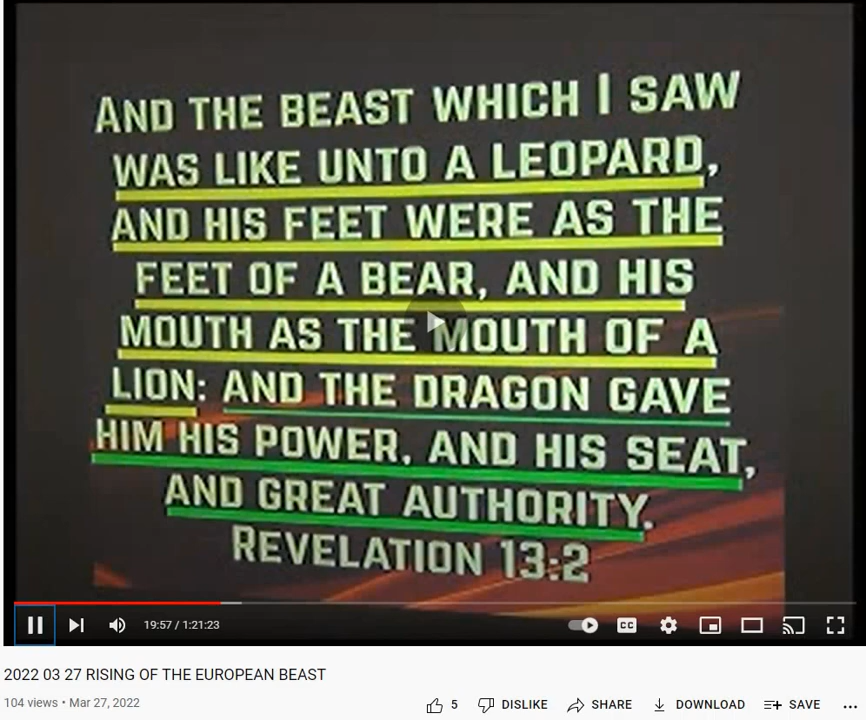 AND THE BEAST WHICH I SAW
WAS LIKE UNTO A LEOPARD,
AND HIS FEET WERE AS THE
FEET OF A BEAR, AND HIS
MOUTH AS THE MOUTH OF A
LION: AND THE DRAGON GAVE
HIM HIS POWER, AND HIS SEAT,
AND GREAT AUTHORITY.
REVELATION 13:2
19:57 / 1:21:23
CC
2022 03 27 RISING OF THE EUROPEAN BEAST
104 views • Mar 27, 2022
5 DISLIKE SHARE DOWNLOAD SAVE